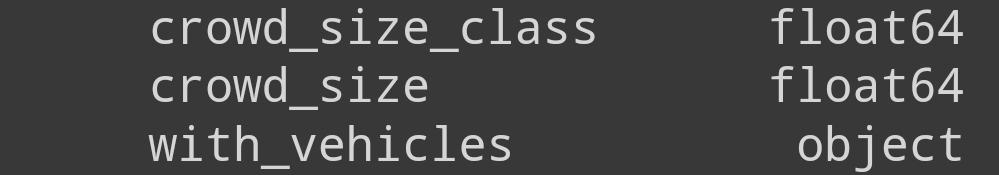 crowd_size_class float64
crowd_size float64
with_vehicles object